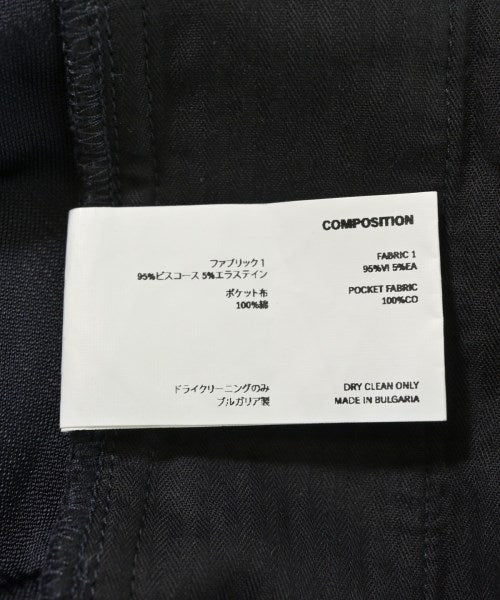 COMPOSITION
ファブリック1
95%ビスコース 5%エラステイン
ポケット布
100%綿
ドライクリーニングのみ
ブルガリア製
FABRIC 1
95%VI 5%EA
POCKET FABRIC
100%CO
DRY CLEAN ONLY
MADE IN BULGARIA